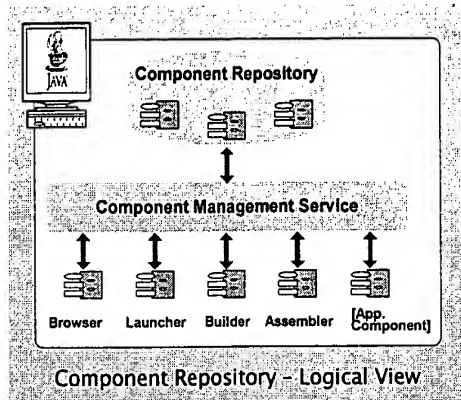 JAVA
Component Repository
Component Management Service
Browser Launcher Builder Assembler [App. Component]
Component Repository – Logical View